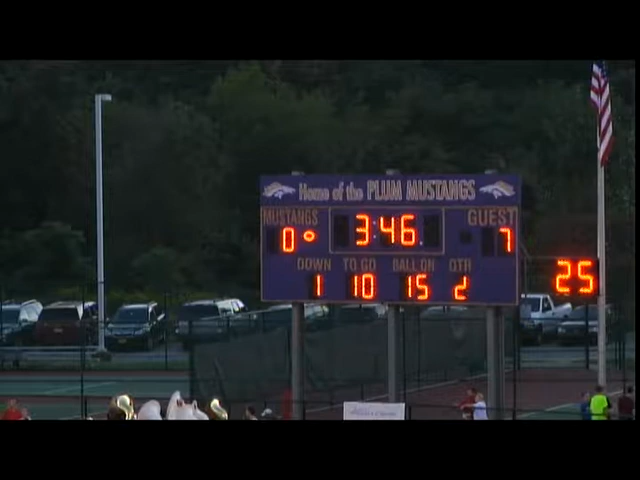 Home of the PLUM MUSTANGS
MUSTANGS GUEST
0 3:46 7
DOWN TO GO BALL ON QTR
1 10 15 2
25